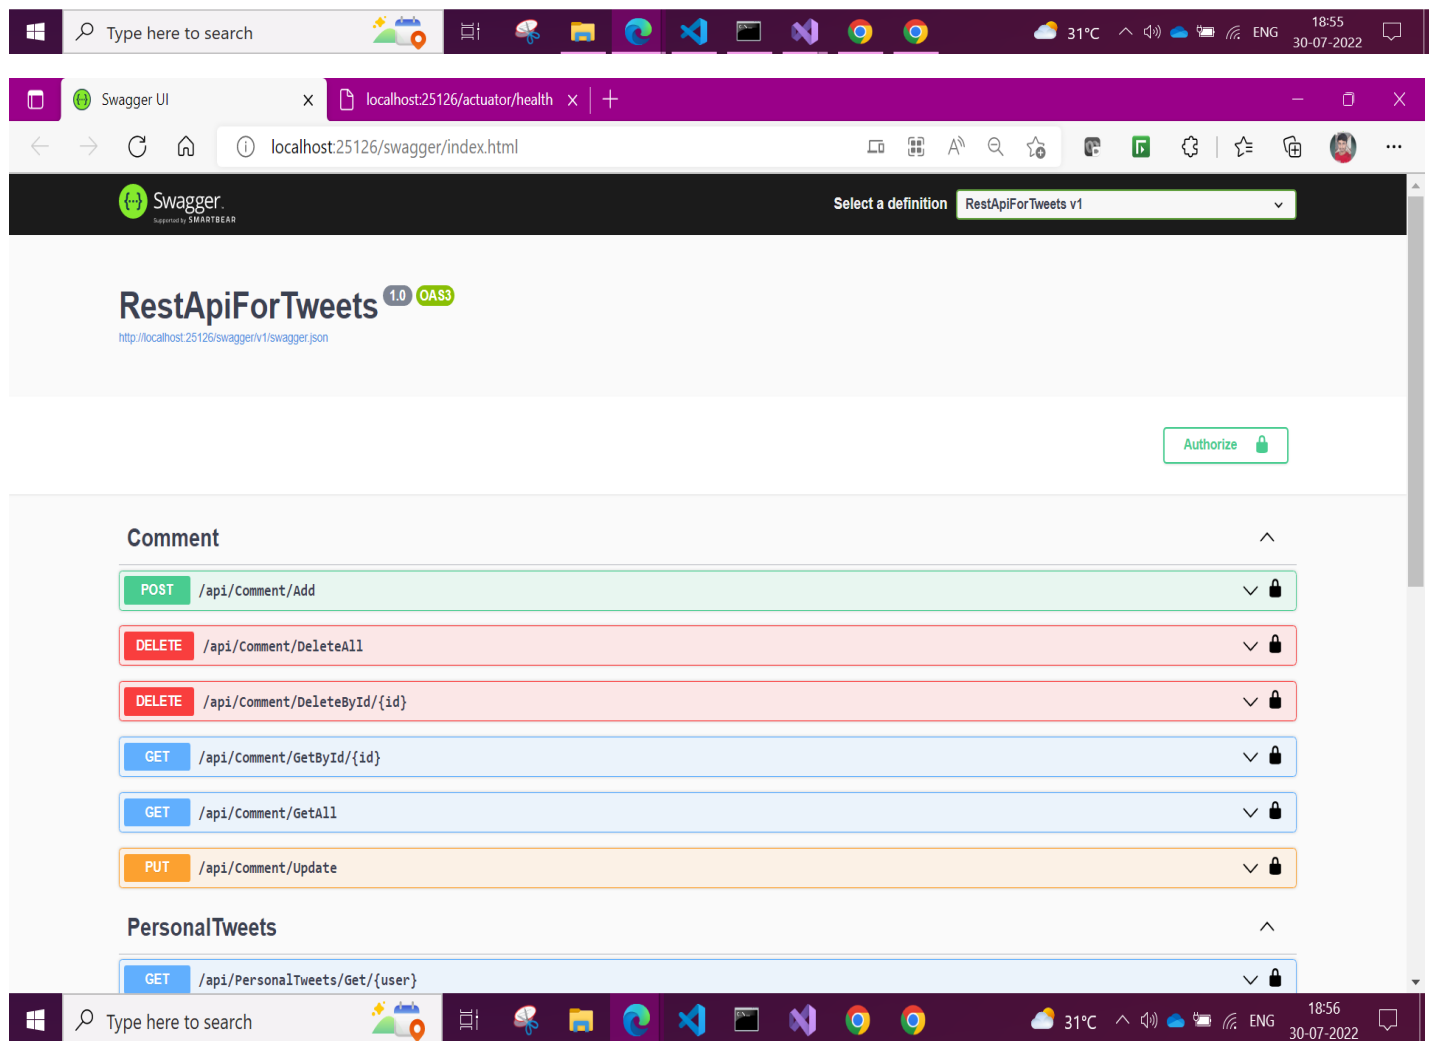 Type here to search
31°C
ENG
18:55
30-07-2022
Swagger UI
localhost:25126/actuator/health
localhost:25126/swagger/index.html
Swagger.
Supported by SMARTBEAR
Select a definition
RestApiForTweets v1
RestApiForTweets 1.0 OAS3
http://localhost:25126/swagger/v1/swagger.json
Authorize
Comment
POST /api/Comment/Add
DELETE /api/Comment/DeleteAll
DELETE /api/Comment/DeleteById/{id}
GET /api/Comment/GetById/{id}
GET /api/Comment/GetAll
PUT /api/Comment/Update
PersonalTweets
GET /api/PersonalTweets/Get/{user}
Type here to search
31°C
ENG
18:56
30-07-2022